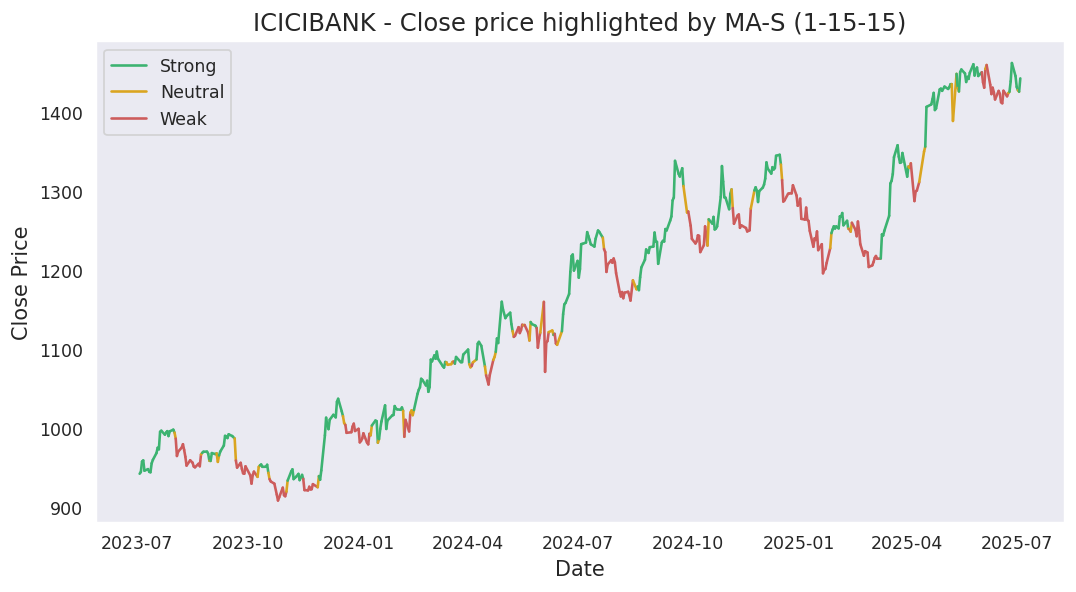 ICICIBANK - Close price highlighted by MA-S (1-15-15)
Strong
Neutral
Weak
Close Price
1400
1300
1200
1100
1000
900
2023-07 2023-10 2024-01 2024-04 2024-07 2024-10 2025-01 2025-04 2025-07
Date